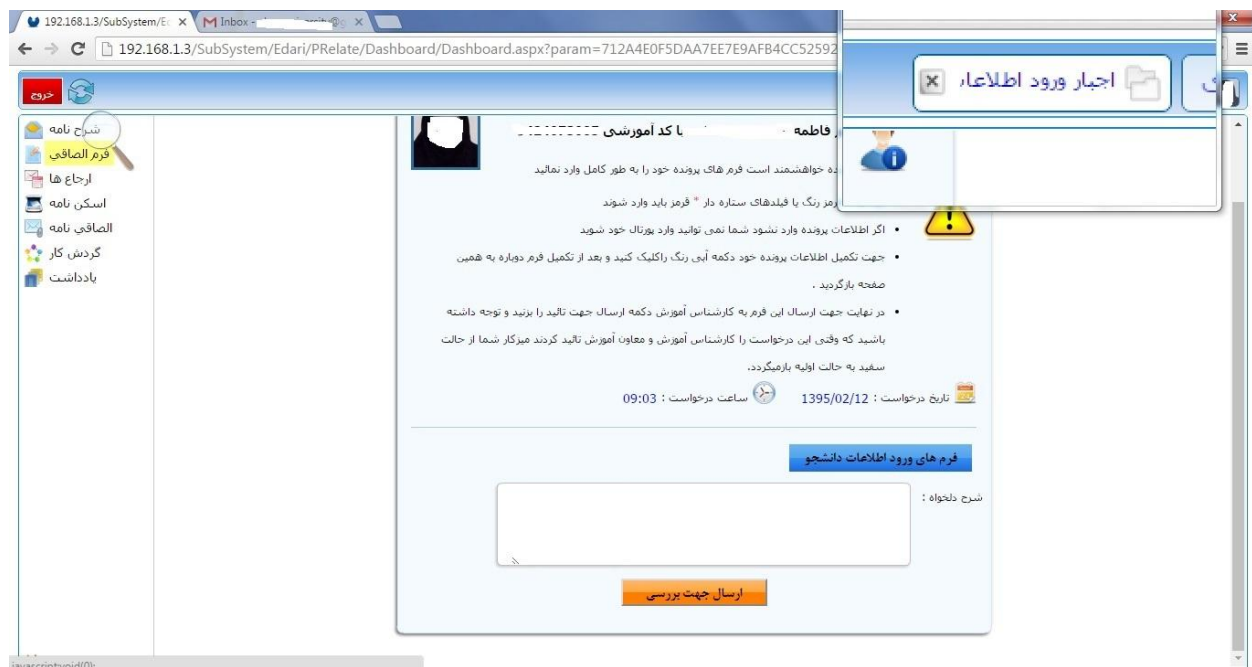 192.168.1.3/SubSystem/E
Inbox -
192.168.1.3/SubSystem/Edari/PRelate/Dashboard/Dashboard.aspx?param=712A4E0F5DAA7EE7E9AFB4CC52592
اجبار ورود اطلاعا
خروج
شرح نامه
فرم الصاقی
ارجاع ها
اسکن نامه
الصاقی نامه
گردش کار
یادداشت
فاطمه
با کد آموزشی
خواهشمند است فرم های پرونده خود را به طور کامل وارد نمائید
رنگ یا فیلدهای ستاره دار * قرمز باید وارد شوند
• اگر اطلاعات پرونده وارد نشود شما نمی توانید وارد پورتال خود شوید
• جهت تکمیل اطلاعات پرونده خود دکمه آبی رنگ راکلیک کنید و بعد از تکمیل فرم دوباره به همین
صفحه بازگردید .
• در نهایت جهت ارسال این فرم به کارشناس آموزش دکمه ارسال جهت تائید را بزنید و توجه داشته
باشید که وقتی این درخواست را کارشناس آموزش و معاون آموزش تائید کردند میزکار شما از حالت
سفید به حالت اولیه بازمیگردد.
تاریخ درخواست : 1395/02/12 ساعت درخواست : 09:03
فرم های ورود اطلاعات دانشجو
شرح دلخواه :
ارسال جهت بررسی
javascript:void(0);